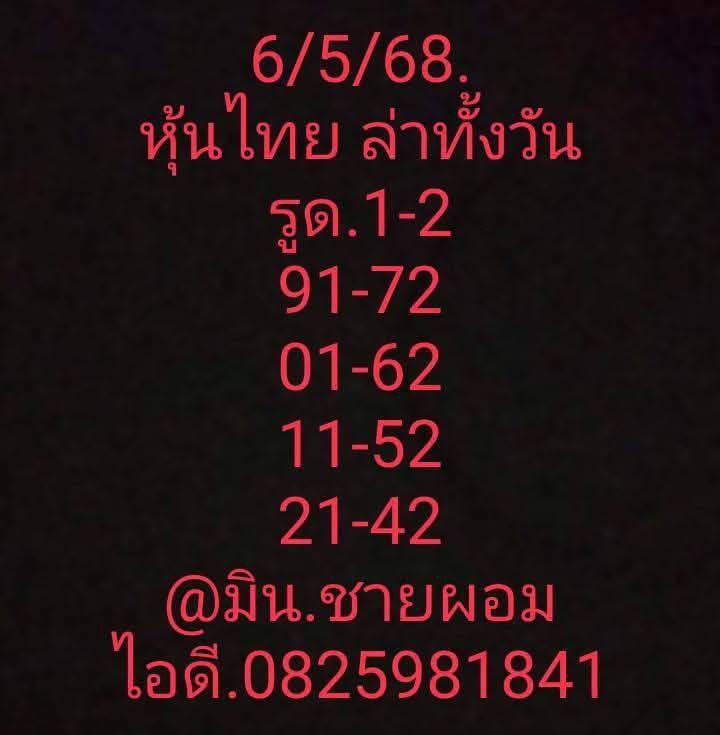 6/5/68.
หุ้นไทย ล่าทั้งวัน
รูด.1-2
91-72
01-62
11-52
21-42
@มิน.ชายผอม
ไอดี.0825981841